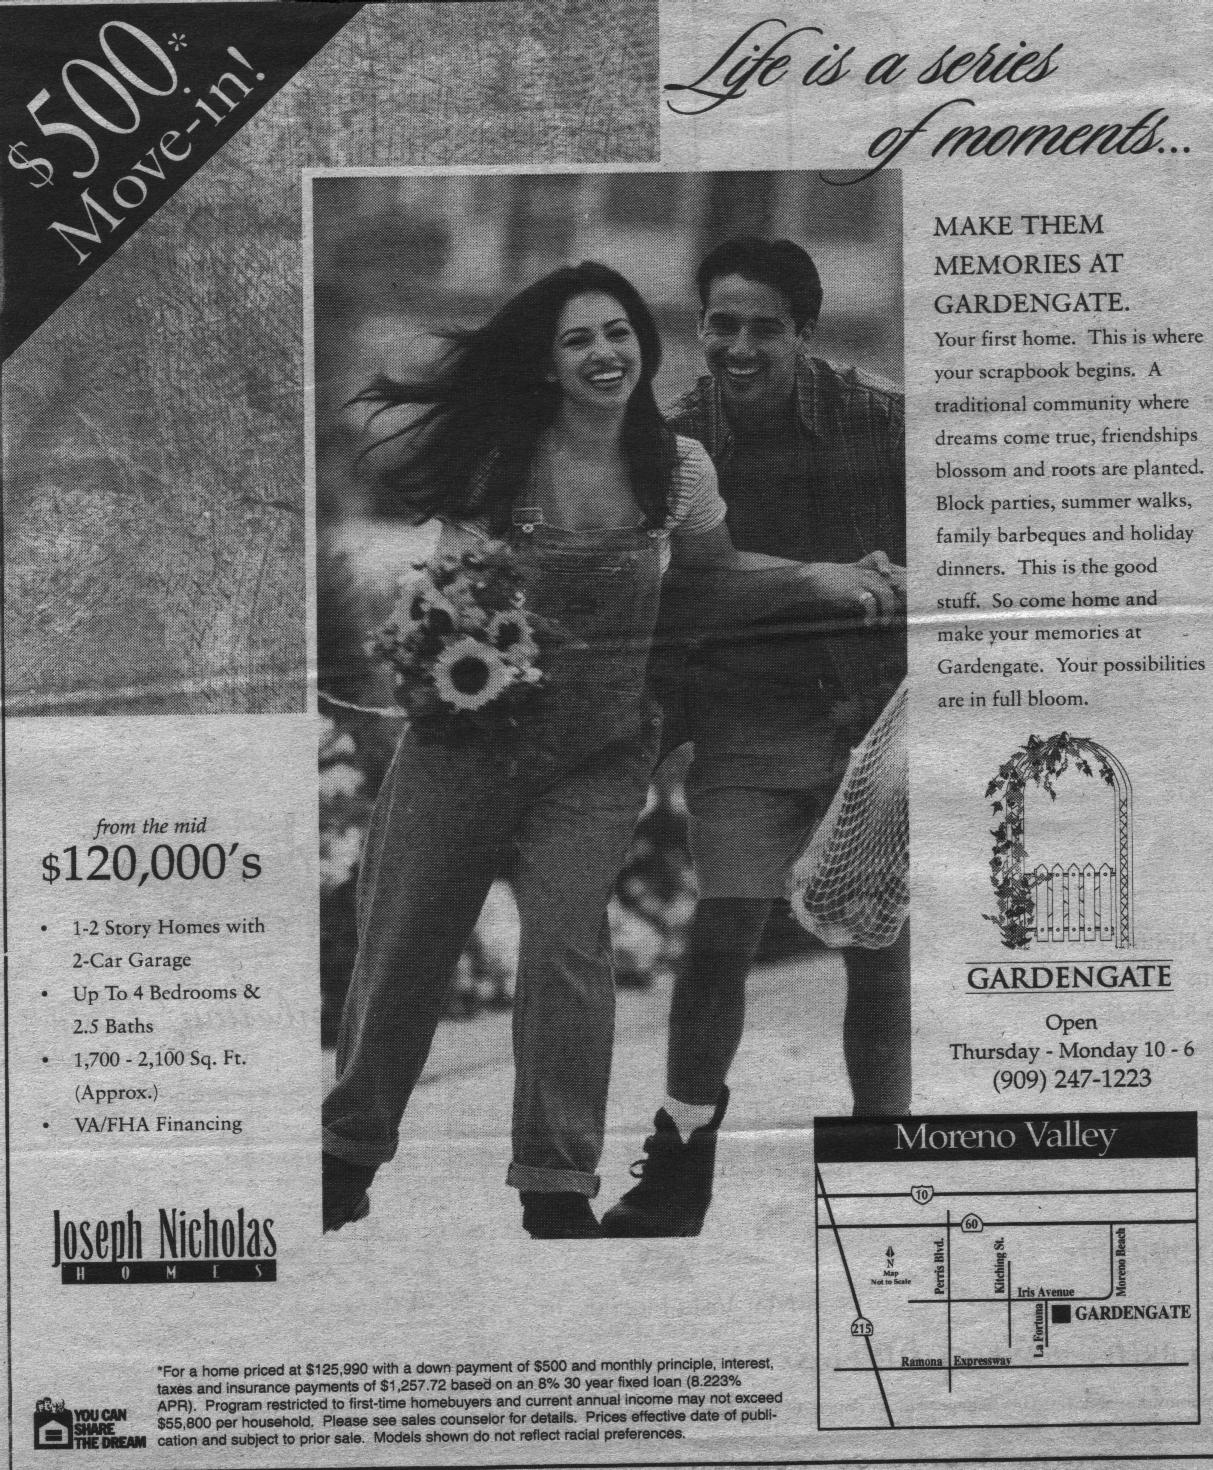 $500*
Move-in!
Life is a series
of moments...
MAKE THEM
MEMORIES AT
GARDENGATE.
Your first home. This is where
your scrapbook begins. A
traditional community where
dreams come true, friendships
blossom and roots are planted.
Block parties, summer walks,
family barbeques and holiday
dinners. This is the good
stuff. So come home and
make your memories at
Gardengate. Your possibilities
are in full bloom.
from the mid
$120,000's
• 1-2 Story Homes with
2-Car Garage
• Up To 4 Bedrooms &
2.5 Baths
• 1,700 - 2,100 Sq. Ft.
(Approx.)
• VA/FHA Financing
Joseph Nicholas
HOMES
GARDENGATE
Open
Thursday - Monday 10 - 6
(909) 247-1223
Moreno Valley
10
60
Perris Blvd.
Kitching St.
Moreno Beach
N
Map
Not to Scale
Iris Avenue
La Fortuna
GARDENGATE
215
Ramona Expressway
*For a home priced at $125,990 with a down payment of $500 and monthly principle, interest,
taxes and insurance payments of $1,257.72 based on an 8% 30 year fixed loan (8.223%
APR). Program restricted to first-time homebuyers and current annual income may not exceed
$55,800 per household. Please see sales counselor for details. Prices effective date of publi-
cation and subject to prior sale. Models shown do not reflect racial preferences.
YOU CAN
SHARE
THE DREAM